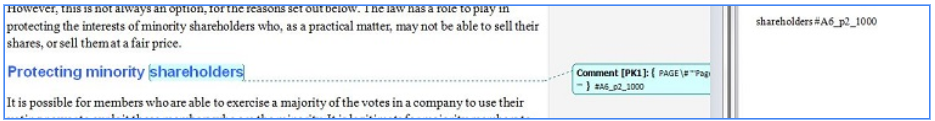 However, this is not always an option, for the reasons set out below. The law has a role to play in
protecting the interests of minority shareholders who, as a practical matter, may not be able to sell their
shares, or sell them at a fair price.
Protecting minority shareholders
It is possible for members who are able to exercise a majority of the votes in a company to use their
Comment [PK1]: { PAGE \# "'Pag
" } #A6_p2_1000
shareholders#A6_p2_1000